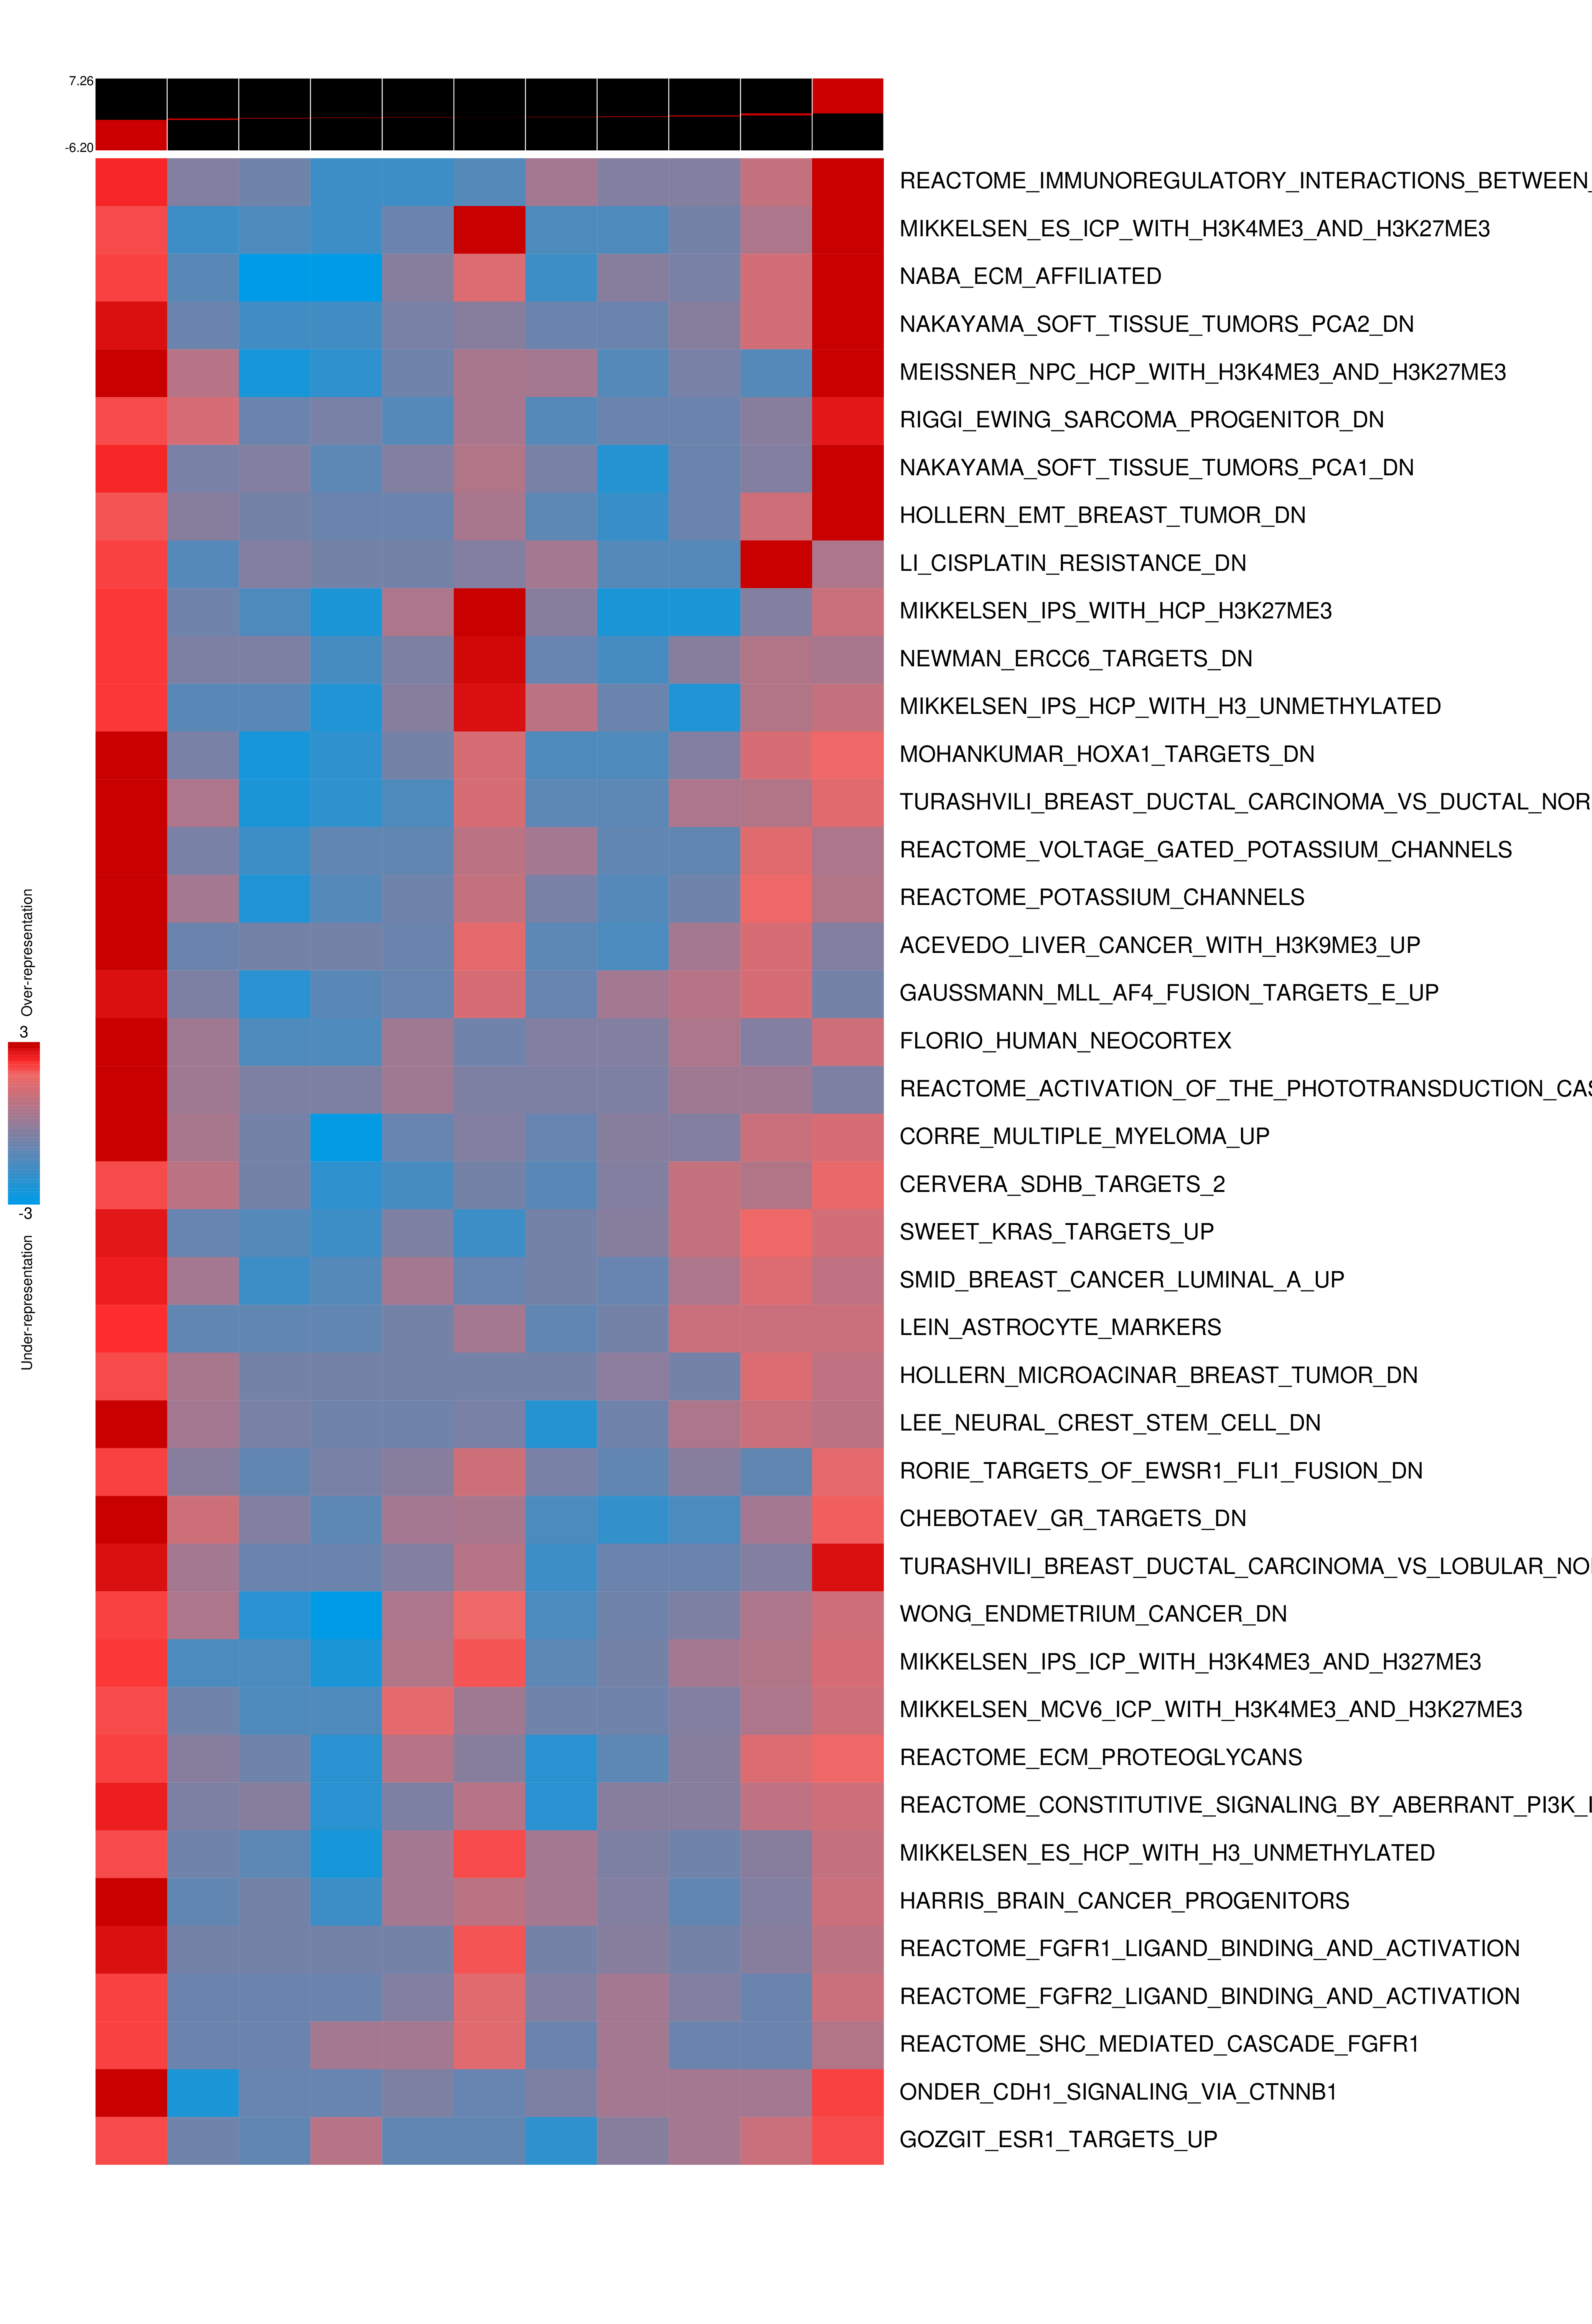 7.26
-6.20
REACTOME_IMMUNOREGULATORY_INTERACTIONS_BETWEEN_
MIKKELSEN_ES_ICP_WITH_H3K4ME3_AND_H3K27ME3
NABA_ECM_AFFILIATED
NAKAYAMA_SOFT_TISSUE_TUMORS_PCA2_DN
MEISSNER_NPC_HCP_WITH_H3K4ME3_AND_H3K27ME3
RIGGI_EWING_SARCOMA_PROGENITOR_DN
NAKAYAMA_SOFT_TISSUE_TUMORS_PCA1_DN
HOLLERN_EMT_BREAST_TUMOR_DN
LI_CISPLATIN_RESISTANCE_DN
MIKKELSEN_IPS_WITH_HCP_H3K27ME3
NEWMAN_ERCC6_TARGETS_DN
MIKKELSEN_IPS_HCP_WITH_H3_UNMETHYLATED
MOHANKUMAR_HOXA1_TARGETS_DN
TURASHVILI_BREAST_DUCTAL_CARCINOMA_VS_DUCTAL_NOR
REACTOME_VOLTAGE_GATED_POTASSIUM_CHANNELS
REACTOME_POTASSIUM_CHANNELS
ACEVEDO_LIVER_CANCER_WITH_H3K9ME3_UP
GAUSSMANN_MLL_AF4_FUSION_TARGETS_E_UP
FLORIO_HUMAN_NEOCORTEX
REACTOME_ACTIVATION_OF_THE_PHOTOTRANSDUCTION_CAS
CORRE_MULTIPLE_MYELOMA_UP
CERVERA_SDHB_TARGETS_2
SWEET_KRAS_TARGETS_UP
SMID_BREAST_CANCER_LUMINAL_A_UP
LEIN_ASTROCYTE_MARKERS
HOLLERN_MICROACINAR_BREAST_TUMOR_DN
LEE_NEURAL_CREST_STEM_CELL_DN
RORIE_TARGETS_OF_EWSR1_FLI1_FUSION_DN
CHEBOTAEV_GR_TARGETS_DN
TURASHVILI_BREAST_DUCTAL_CARCINOMA_VS_LOBULAR_NO
WONG_ENDMETRIUM_CANCER_DN
MIKKELSEN_IPS_ICP_WITH_H3K4ME3_AND_H327ME3
MIKKELSEN_MCV6_ICP_WITH_H3K4ME3_AND_H3K27ME3
REACTOME_ECM_PROTEOGLYCANS
REACTOME_CONSTITUTIVE_SIGNALING_BY_ABERRANT_PI3K_I
MIKKELSEN_ES_HCP_WITH_H3_UNMETHYLATED
HARRIS_BRAIN_CANCER_PROGENITORS
REACTOME_FGFR1_LIGAND_BINDING_AND_ACTIVATION
REACTOME_FGFR2_LIGAND_BINDING_AND_ACTIVATION
REACTOME_SHC_MEDIATED_CASCADE_FGFR1
ONDER_CDH1_SIGNALING_VIA_CTNNB1
GOZGIT_ESR1_TARGETS_UP
Over-representation
3
-3
Under-representation